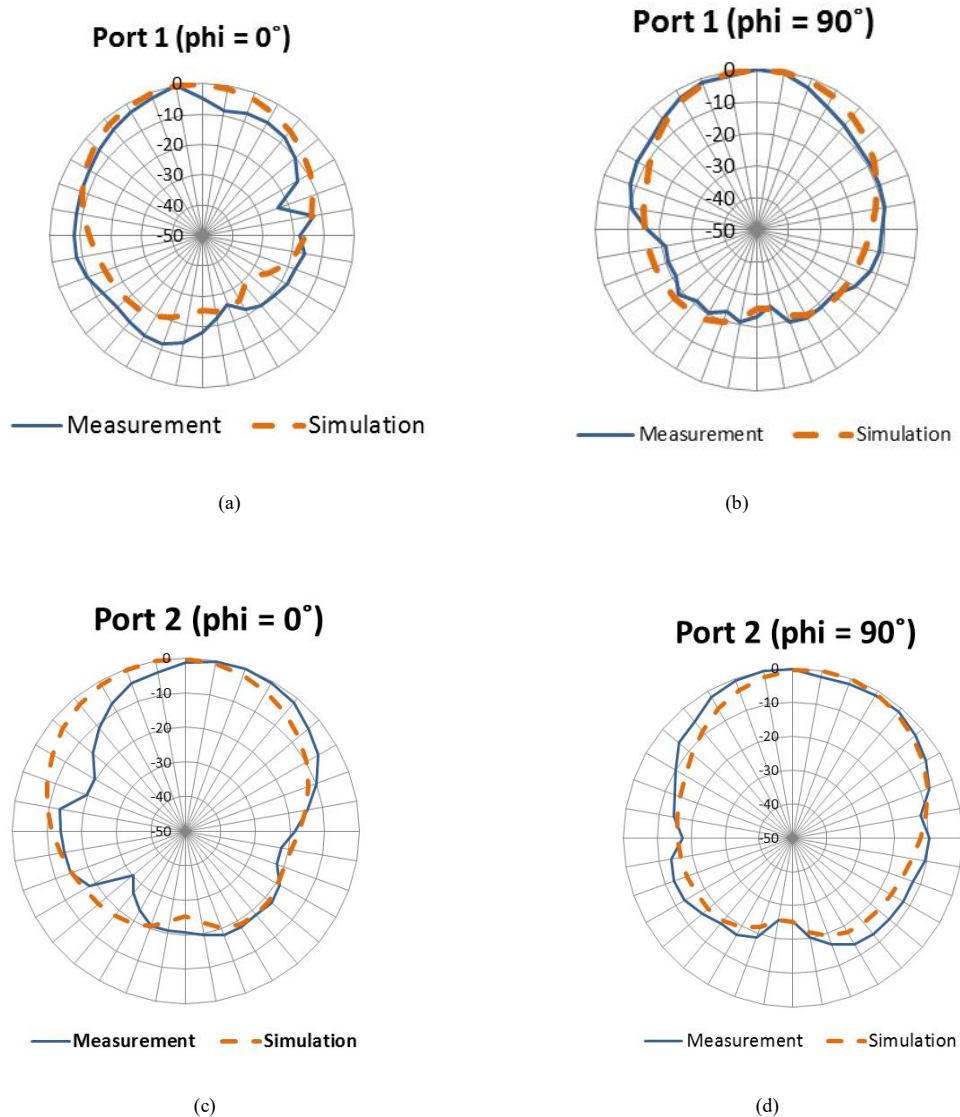 Port 1 (phi = 0˚)
0
-10
-20
-30
-40
-50
Measurement Simulation
(a)
Port 1 (phi = 90˚)
0
-10
-20
-30
-40
-50
Measurement Simulation
(b)
Port 2 (phi = 0˚)
0
-10
-20
-30
-40
-50
Measurement Simulation
(c)
Port 2 (phi = 90˚)
0
-10
-20
-30
-40
-50
Measurement Simulation
(d)